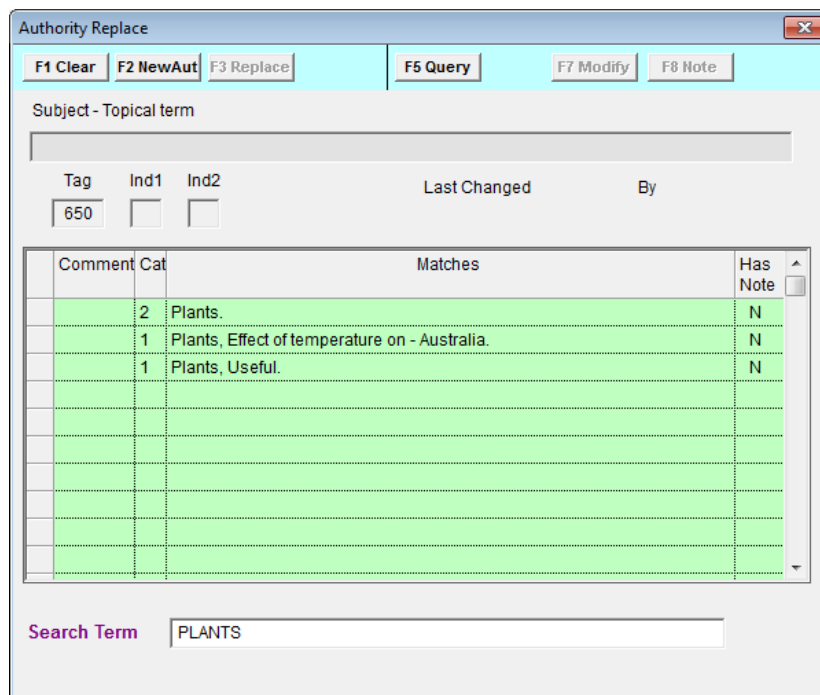 Authority Replace
F1 Clear F2 NewAut F3 Replace F5 Query F7 Modify F8 Note
Subject - Topical term
Tag Ind1 Ind2 Last Changed By
650
Comment Cat Matches Has Note
2 Plants. N
1 Plants, Effect of temperature on - Australia. N
1 Plants, Useful. N
Search Term PLANTS